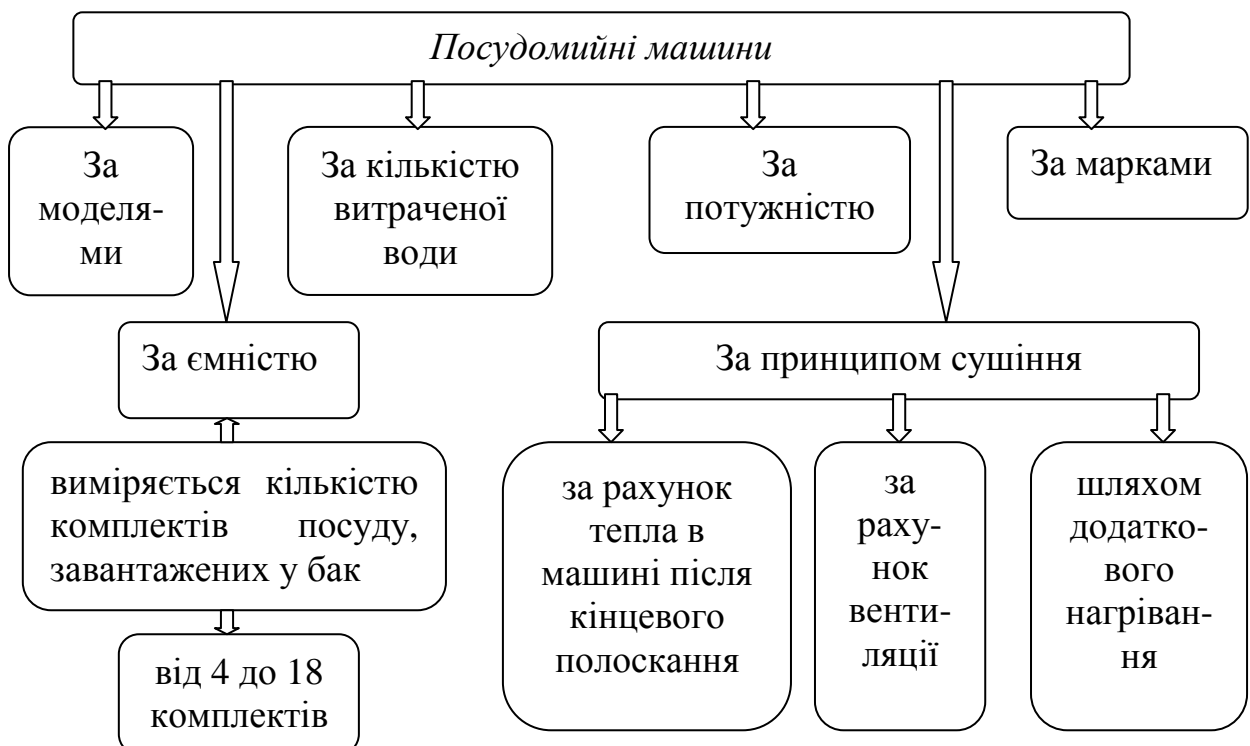 Посудомийні машини
За
моделя-
ми
За кількістю
витраченої
води
За
потужністю
За марками
За ємністю
За принципом сушіння
виміряється кількістю
комплектів посуду,
завантажених у бак
від 4 до 18
комплектів
за рахунок
тепла в
машині після
кінцевого
полоскання
за
раху-
нок
венти-
ляції
шляхом
додатко-
вого
нагріван-
ня